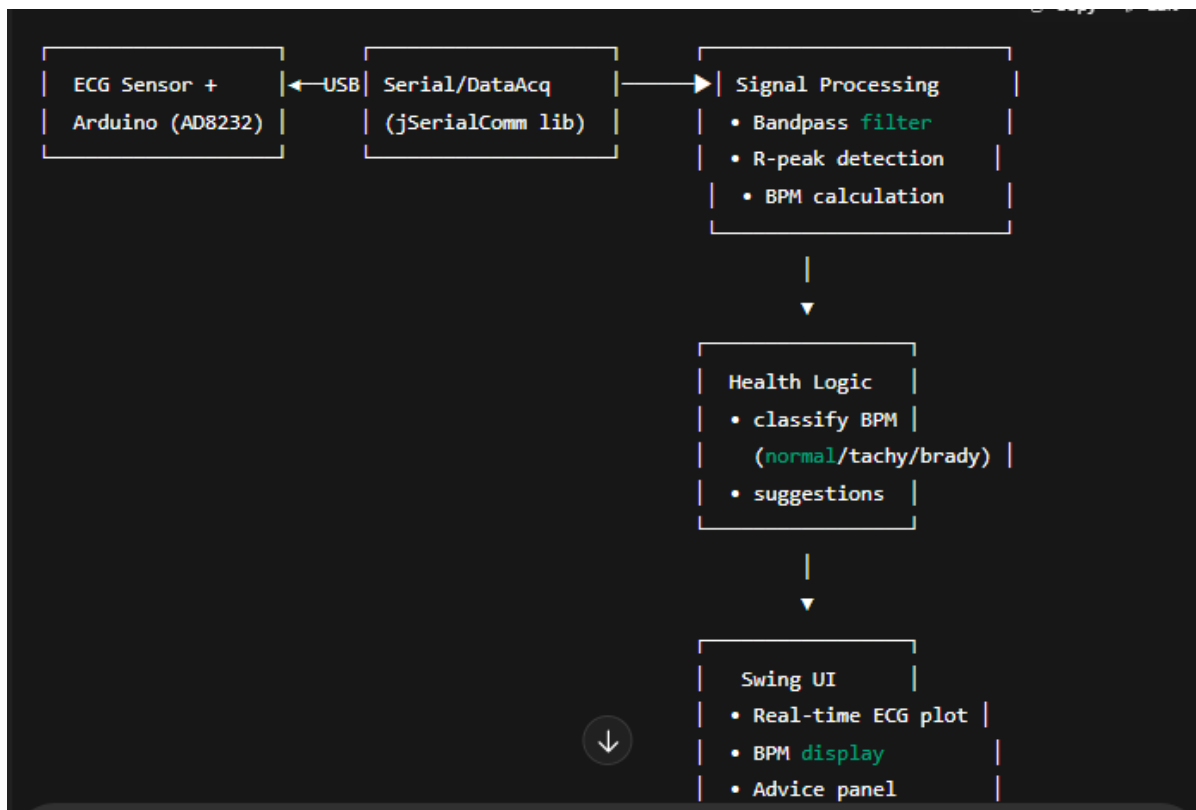 ECG Sensor +
Arduino (AD8232)
USB
Serial/DataAcq
(jSerialComm lib)
Signal Processing
• Bandpass filter
• R-peak detection
• BPM calculation
Health Logic
• classify BPM
(normal/tachy/brady)
• suggestions
Swing UI
• Real-time ECG plot
• BPM display
• Advice panel